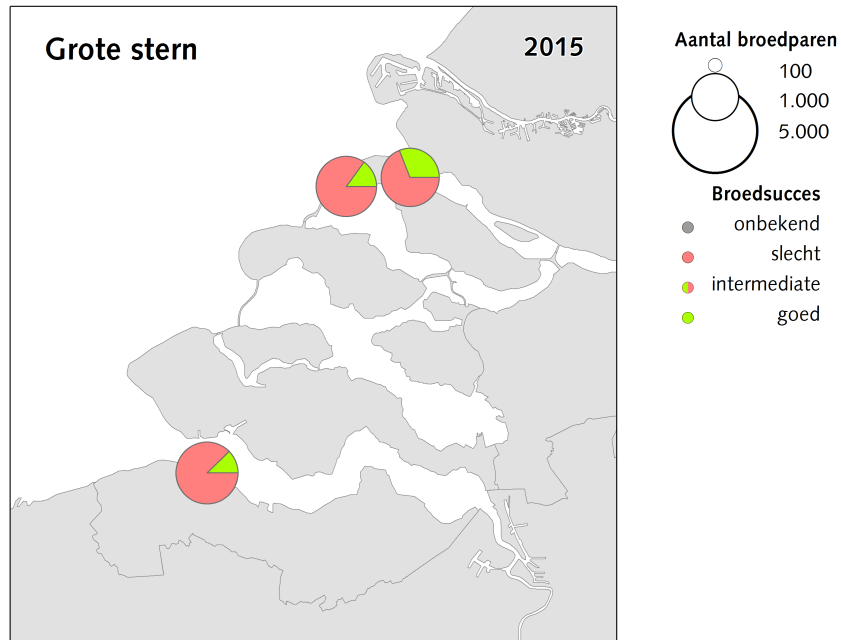 Grote stern
2015
Aantal broedparen
100
1.000
5.000
Broedsucces
onbekend
slecht
intermediate
goed